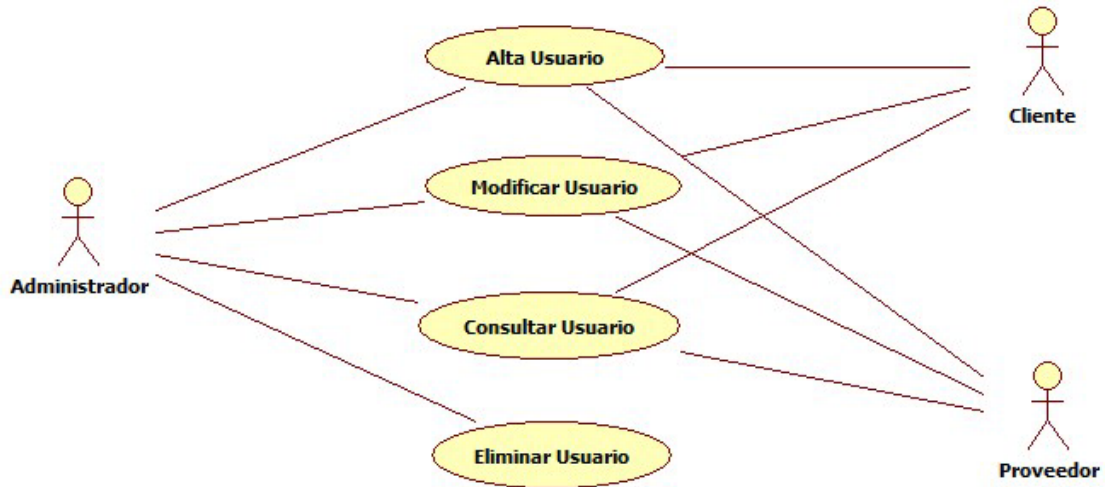 Alta Usuario
Cliente
Modificar Usuario
Administrador
Consultar Usuario
Eliminar Usuario
Proveedor